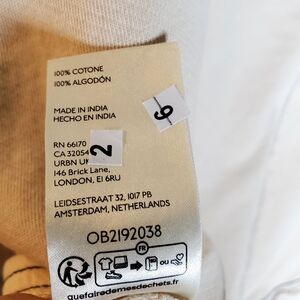 100% COTONE
100% ALGODÓN
MADE IN INDIA
HECHO EN INDIA
6
RN 66170
CA 32054
2
URBN UK
146 Brick Lane,
LONDON, E1 6RU
LEIDSESTRAAT 32, 1017 PB
AMSTERDAM, NETHERLANDS
OB2192038
FR
OU
quefairedemesdechets.fr